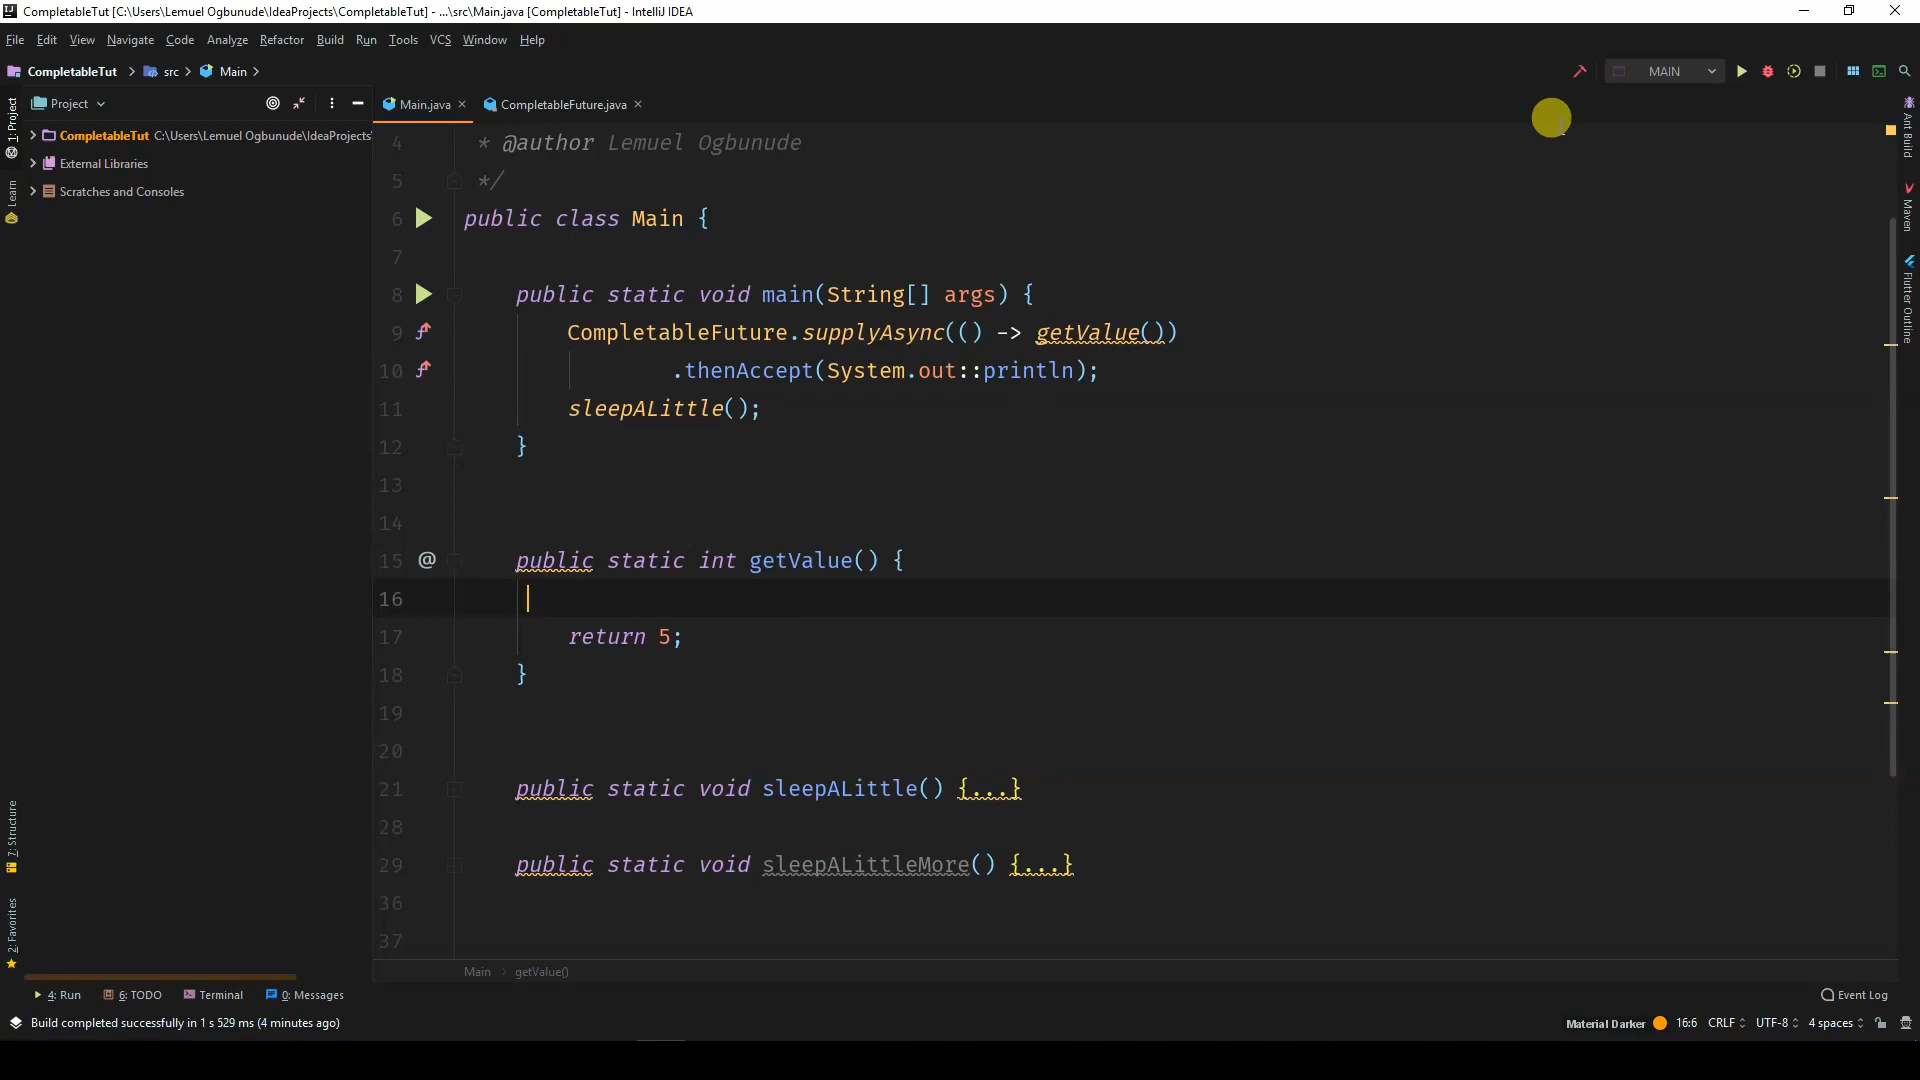 CompletableTut [C:\Users\Lemuel Ogbunude\IdeaProjects\CompletableTut] - ...\src\Main.java [CompletableTut] - IntelliJ IDEA
File Edit View Navigate Code Analyze Refactor Build Run Tools VCS Window Help
CompletableTut src Main MAIN
Project Main.java CompletableFuture.java
CompletableTut C:\Users\Lemuel Ogbunude\IdeaProjects
External Libraries
Scratches and Consoles
1: Project
Learn
7: Structure
2: Favorites
4 * @author Lemuel Ogbunude
5 */
6 public class Main {
7
8 public static void main(String[] args) {
9 CompletableFuture.supplyAsync(() -> getValue())
10 .thenAccept(System.out::println);
11 sleepALittle();
12 }
13
14
15 @ public static int getValue() {
16
17 return 5;
18 }
19
20
21 public static void sleepALittle() {...}
28
29 public static void sleepALittleMore() {...}
36
37
Main getValue()
Ant Build
Maven
Flutter Outline
4: Run 6: TODO Terminal 0: Messages Event Log
Build completed successfully in 1 s 529 ms (4 minutes ago) Material Darker 16:6 CRLF UTF-8 4 spaces